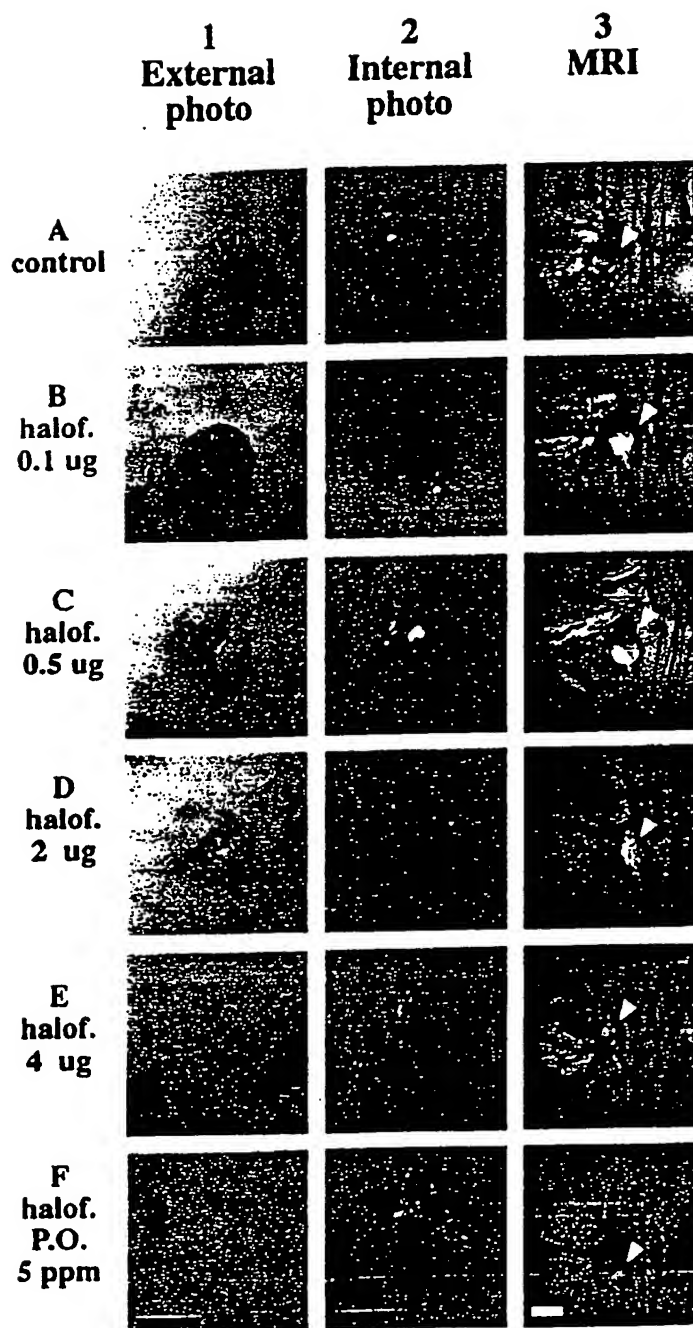 1
External
photo
2
Internal
photo
3
MRI
A
control
B
halof.
0.1 ug
C
halof.
0.5 ug
D
halof.
2 ug
E
halof.
4 ug
F
halof.
P.O.
5 ppm